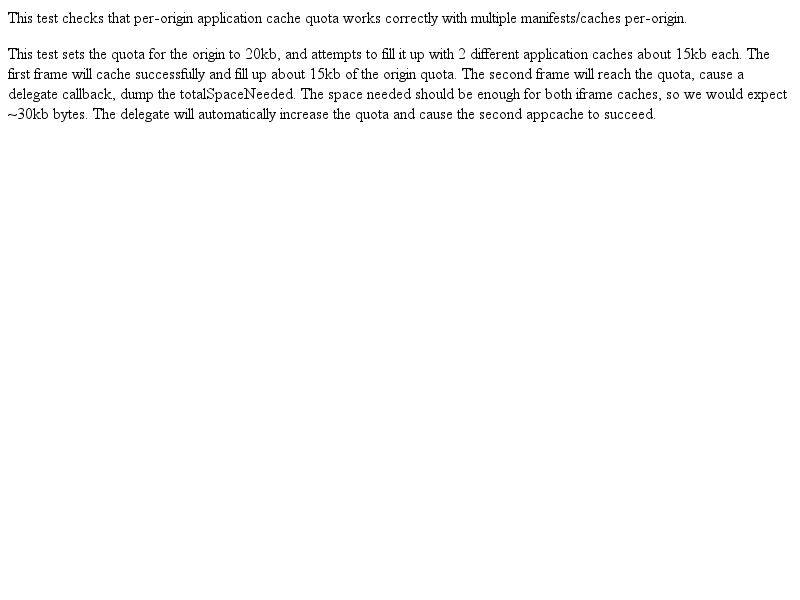 This test checks that per-origin application cache quota works correctly with multiple manifests/caches per-origin.
This test sets the quota for the origin to 20kb, and attempts to fill it up with 2 different application caches about 15kb each. The
first frame will cache successfully and fill up about 15kb of the origin quota. The second frame will reach the quota, cause a
delegate callback, dump the totalSpaceNeeded. The space needed should be enough for both iframe caches, so we would expect
~30kb bytes. The delegate will automatically increase the quota and cause the second appcache to succeed.